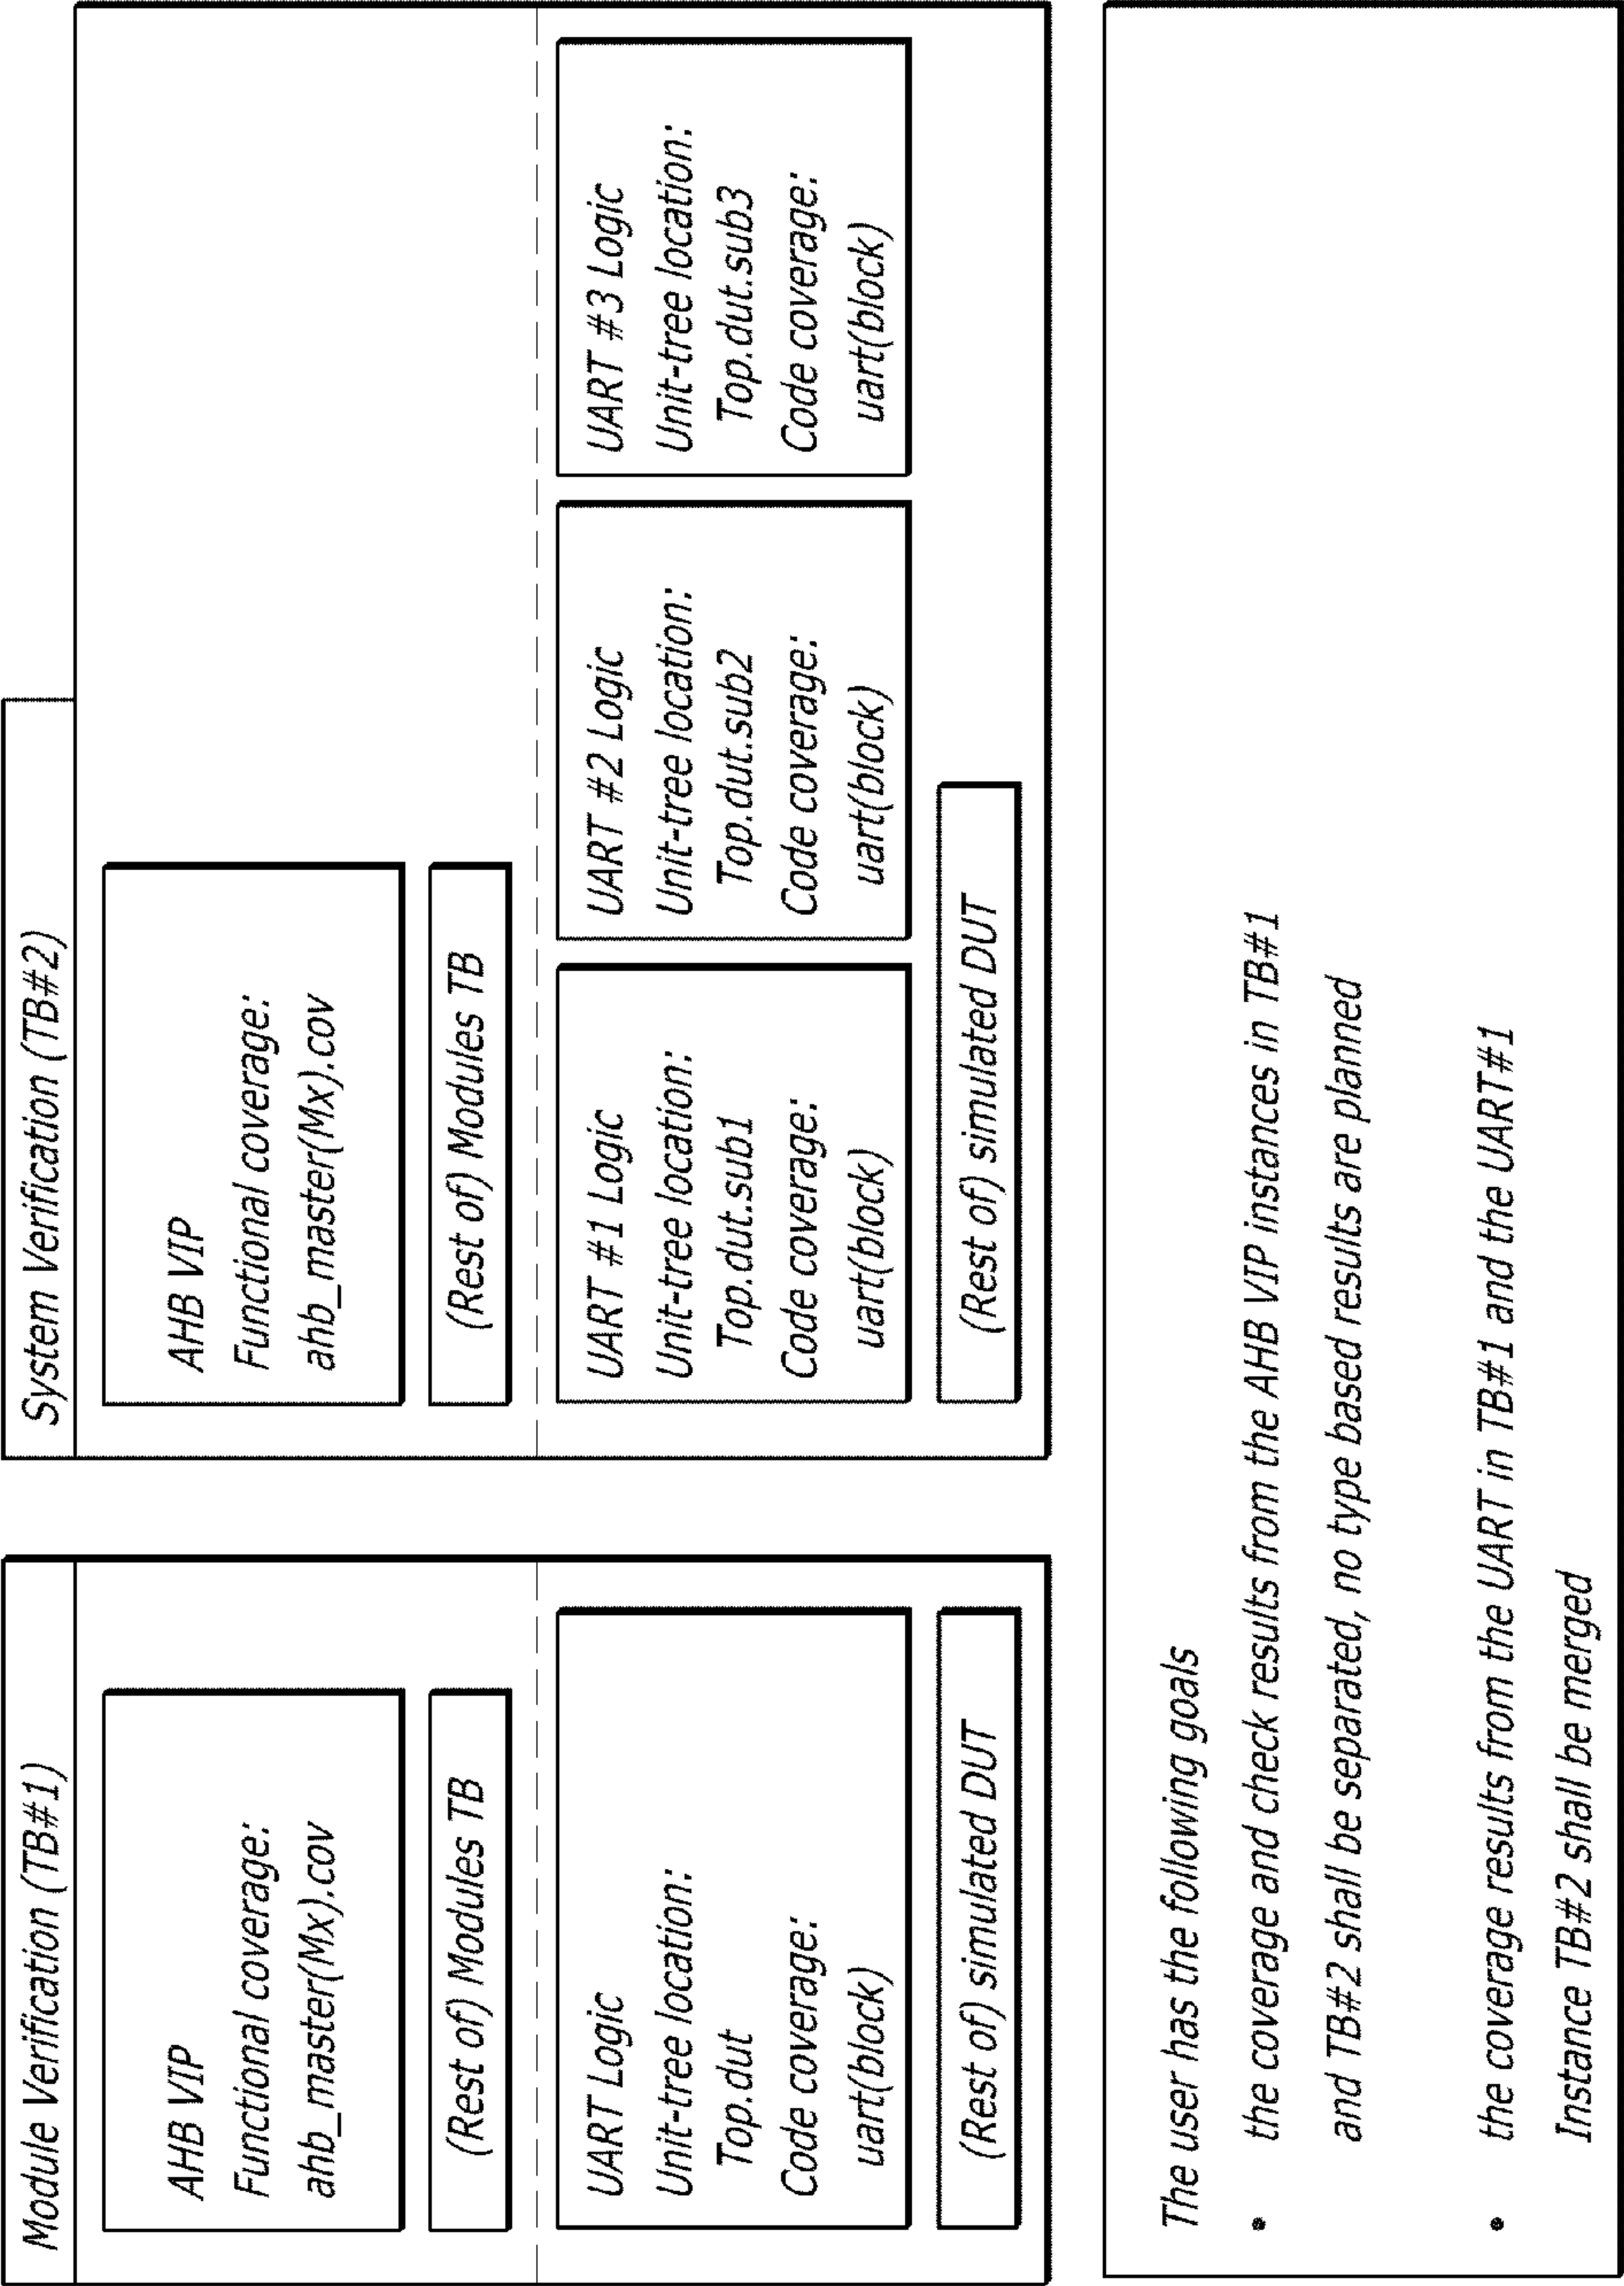 Module Verification (TB#1)
AHB VIP
Functional coverage:
ahb_master(Mx).cov
(Rest of) Modules TB
UART Logic
Unit-tree location:
Top.dut
Code coverage:
uart(block)
(Rest of) simulated DUT
System Verification (TB#2)
AHB VIP
Functional coverage:
ahb_master(Mx).cov
(Rest of) Modules TB
UART #1 Logic
Unit-tree location:
Top.dut.sub1
Code coverage:
uart(block)
UART #2 Logic
Unit-tree location:
Top.dut.sub2
Code coverage:
uart(block)
UART #3 Logic
Unit-tree location:
Top.dut.sub3
Code coverage:
uart(block)
(Rest of) simulated DUT
The user has the following goals
• the coverage and check results from the AHB VIP instances in TB#1
and TB#2 shall be separated, no type based results are planned
• the coverage results from the UART in TB#1 and the UART#1
Instance TB#2 shall be merged